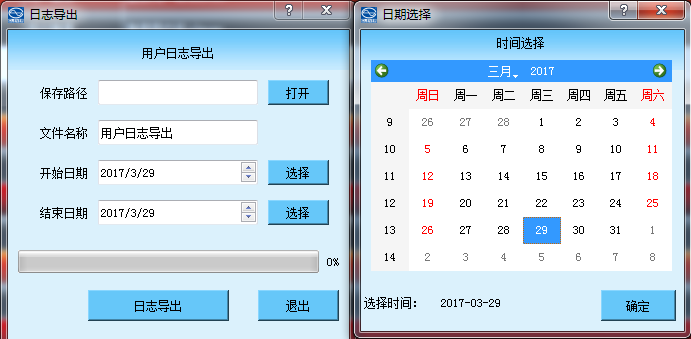 日志导出
用户日志导出
保存路径 打开
文件名称 用户日志导出
开始日期 2017/3/29 选择
结束日期 2017/3/29 选择
0%
日志导出 退出
日期选择
时间选择
三月 2017
周日 周一 周二 周三 周四 周五 周六
9 26 27 28 1 2 3 4
10 5 6 7 8 9 10 11
11 12 13 14 15 16 17 18
12 19 20 21 22 23 24 25
13 26 27 28 29 30 31 1
14 2 3 4 5 6 7 8
选择时间： 2017-03-29 确定